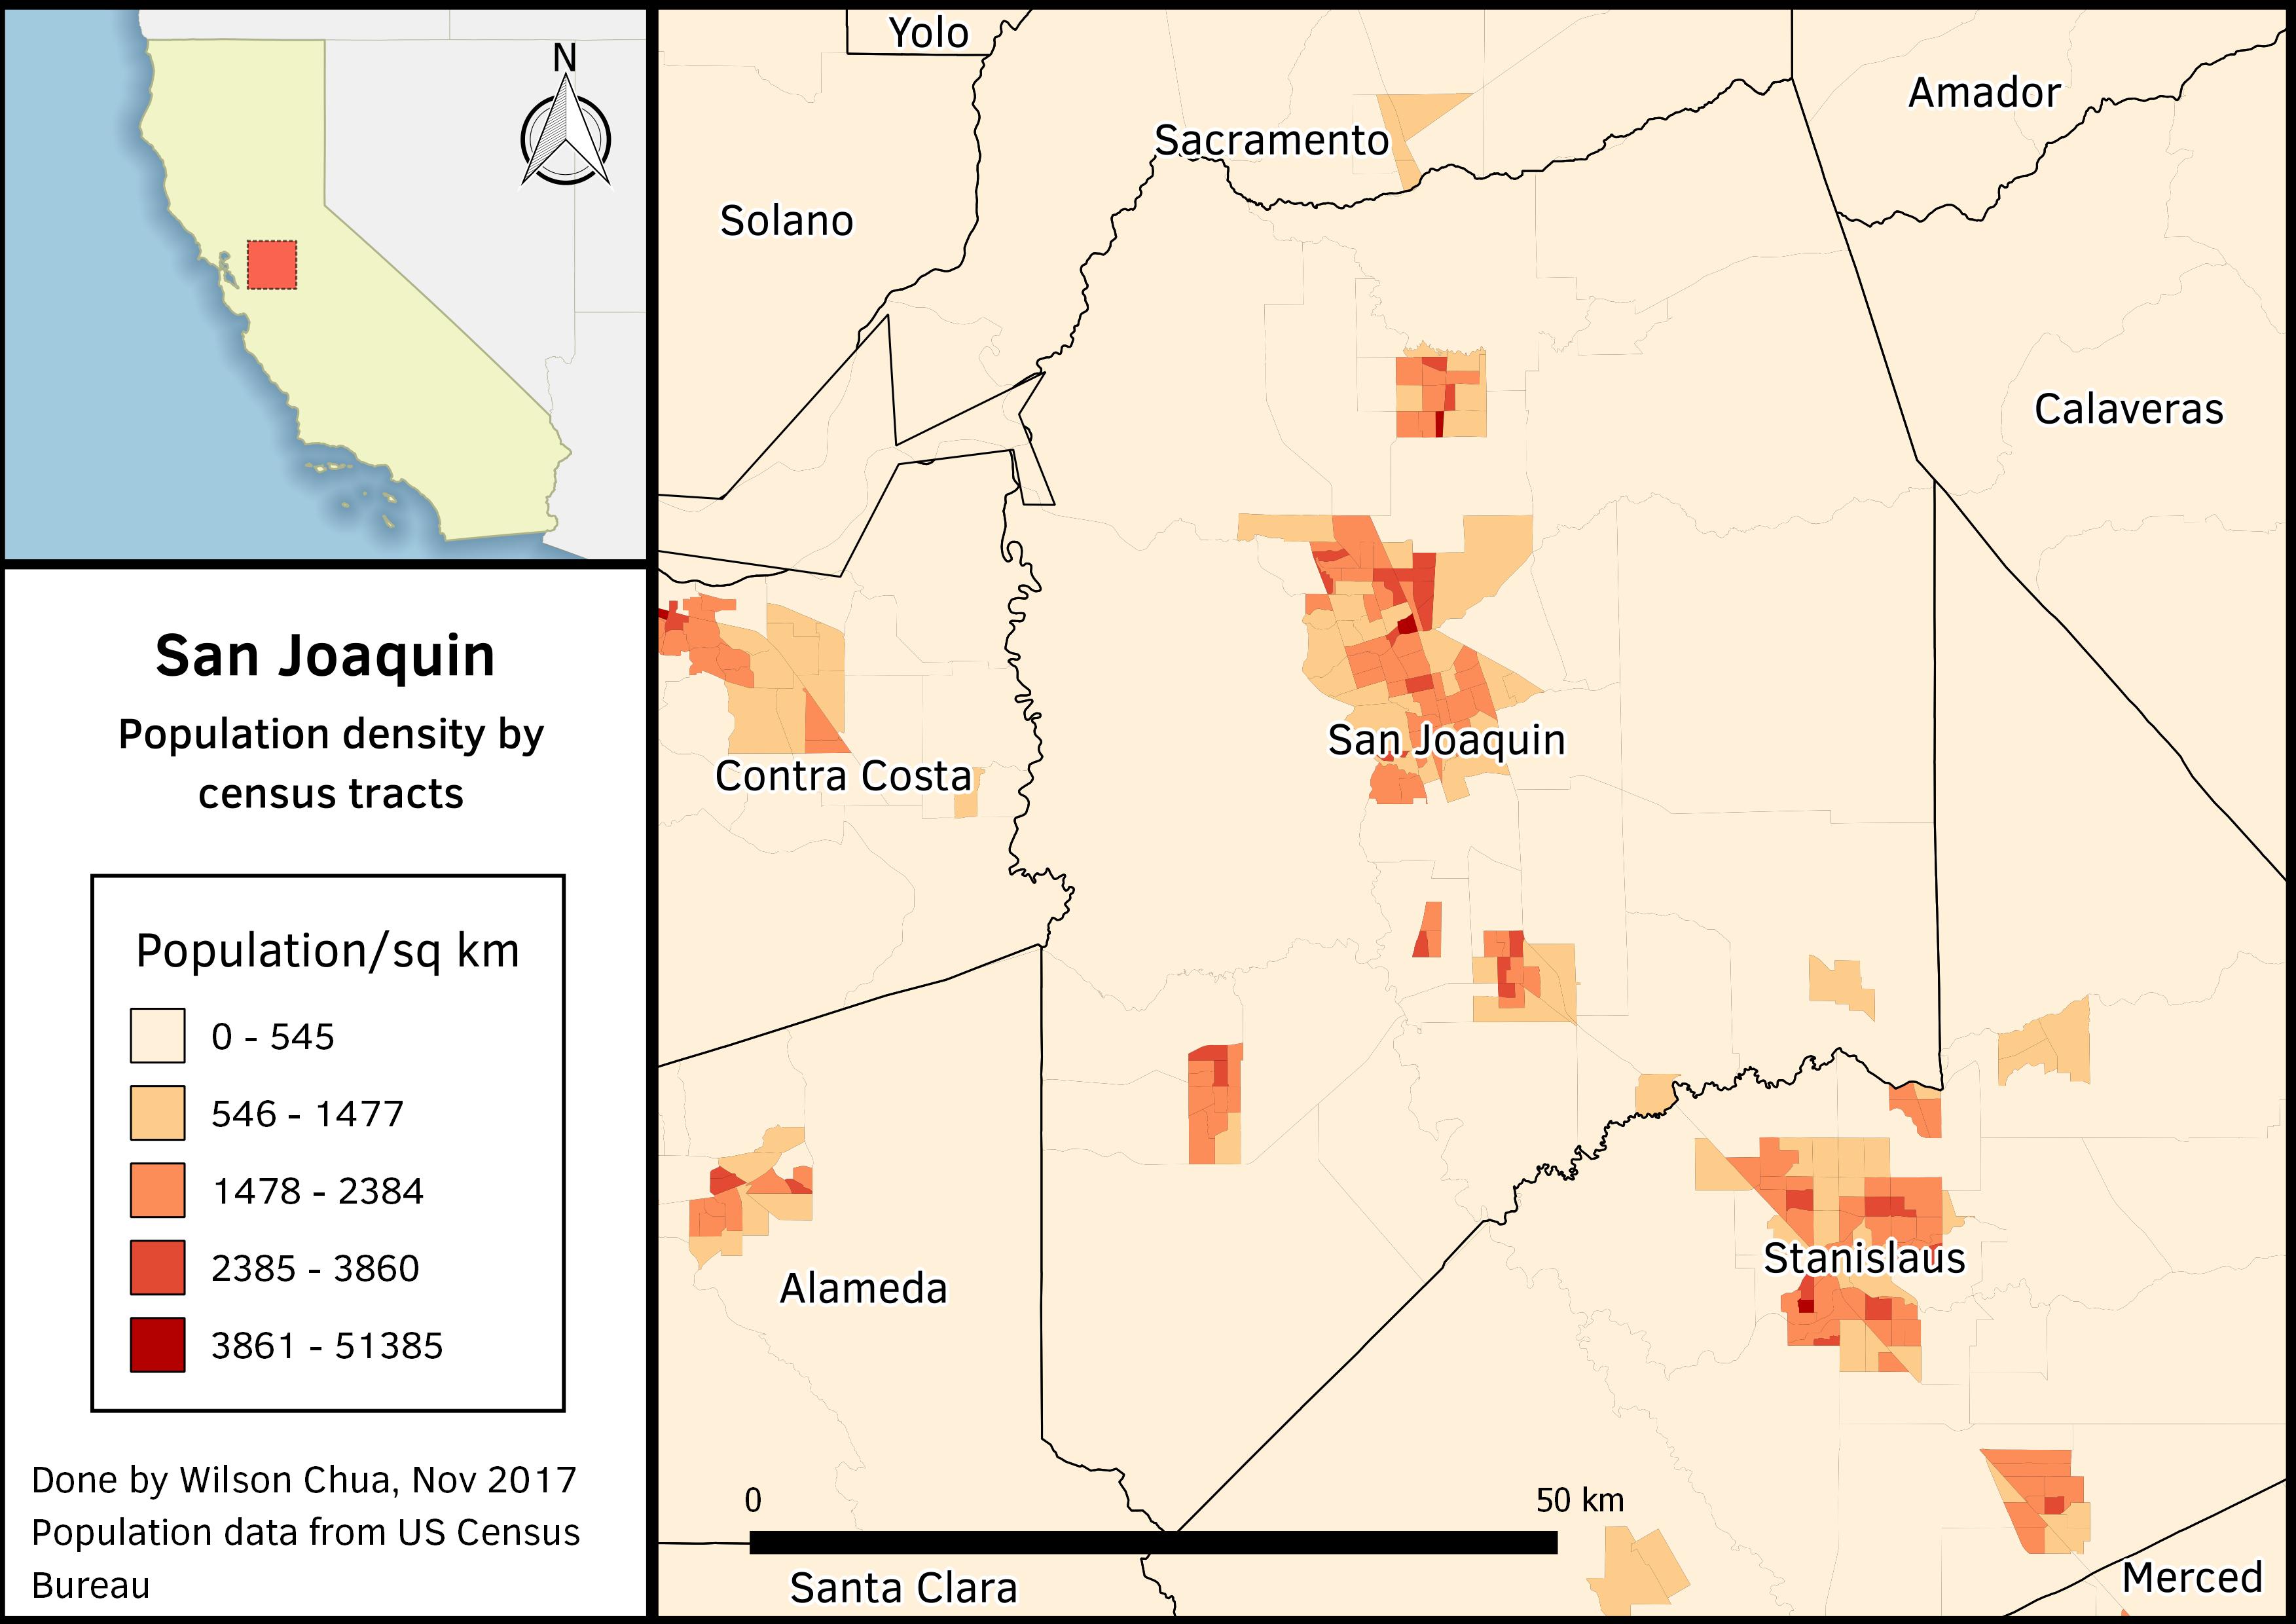 N
San Joaquin
Population density by
census tracts
Population/sq km
0 - 545
546 - 1477
1478 - 2384
2385 - 3860
3861 - 51385
Done by Wilson Chua, Nov 2017
Population data from US Census
Bureau
Yolo
Amador
Sacramento
Solano
Calaveras
San Joaquin
Contra Costa
Stanislaus
Alameda
0
50 km
Merced
Santa Clara